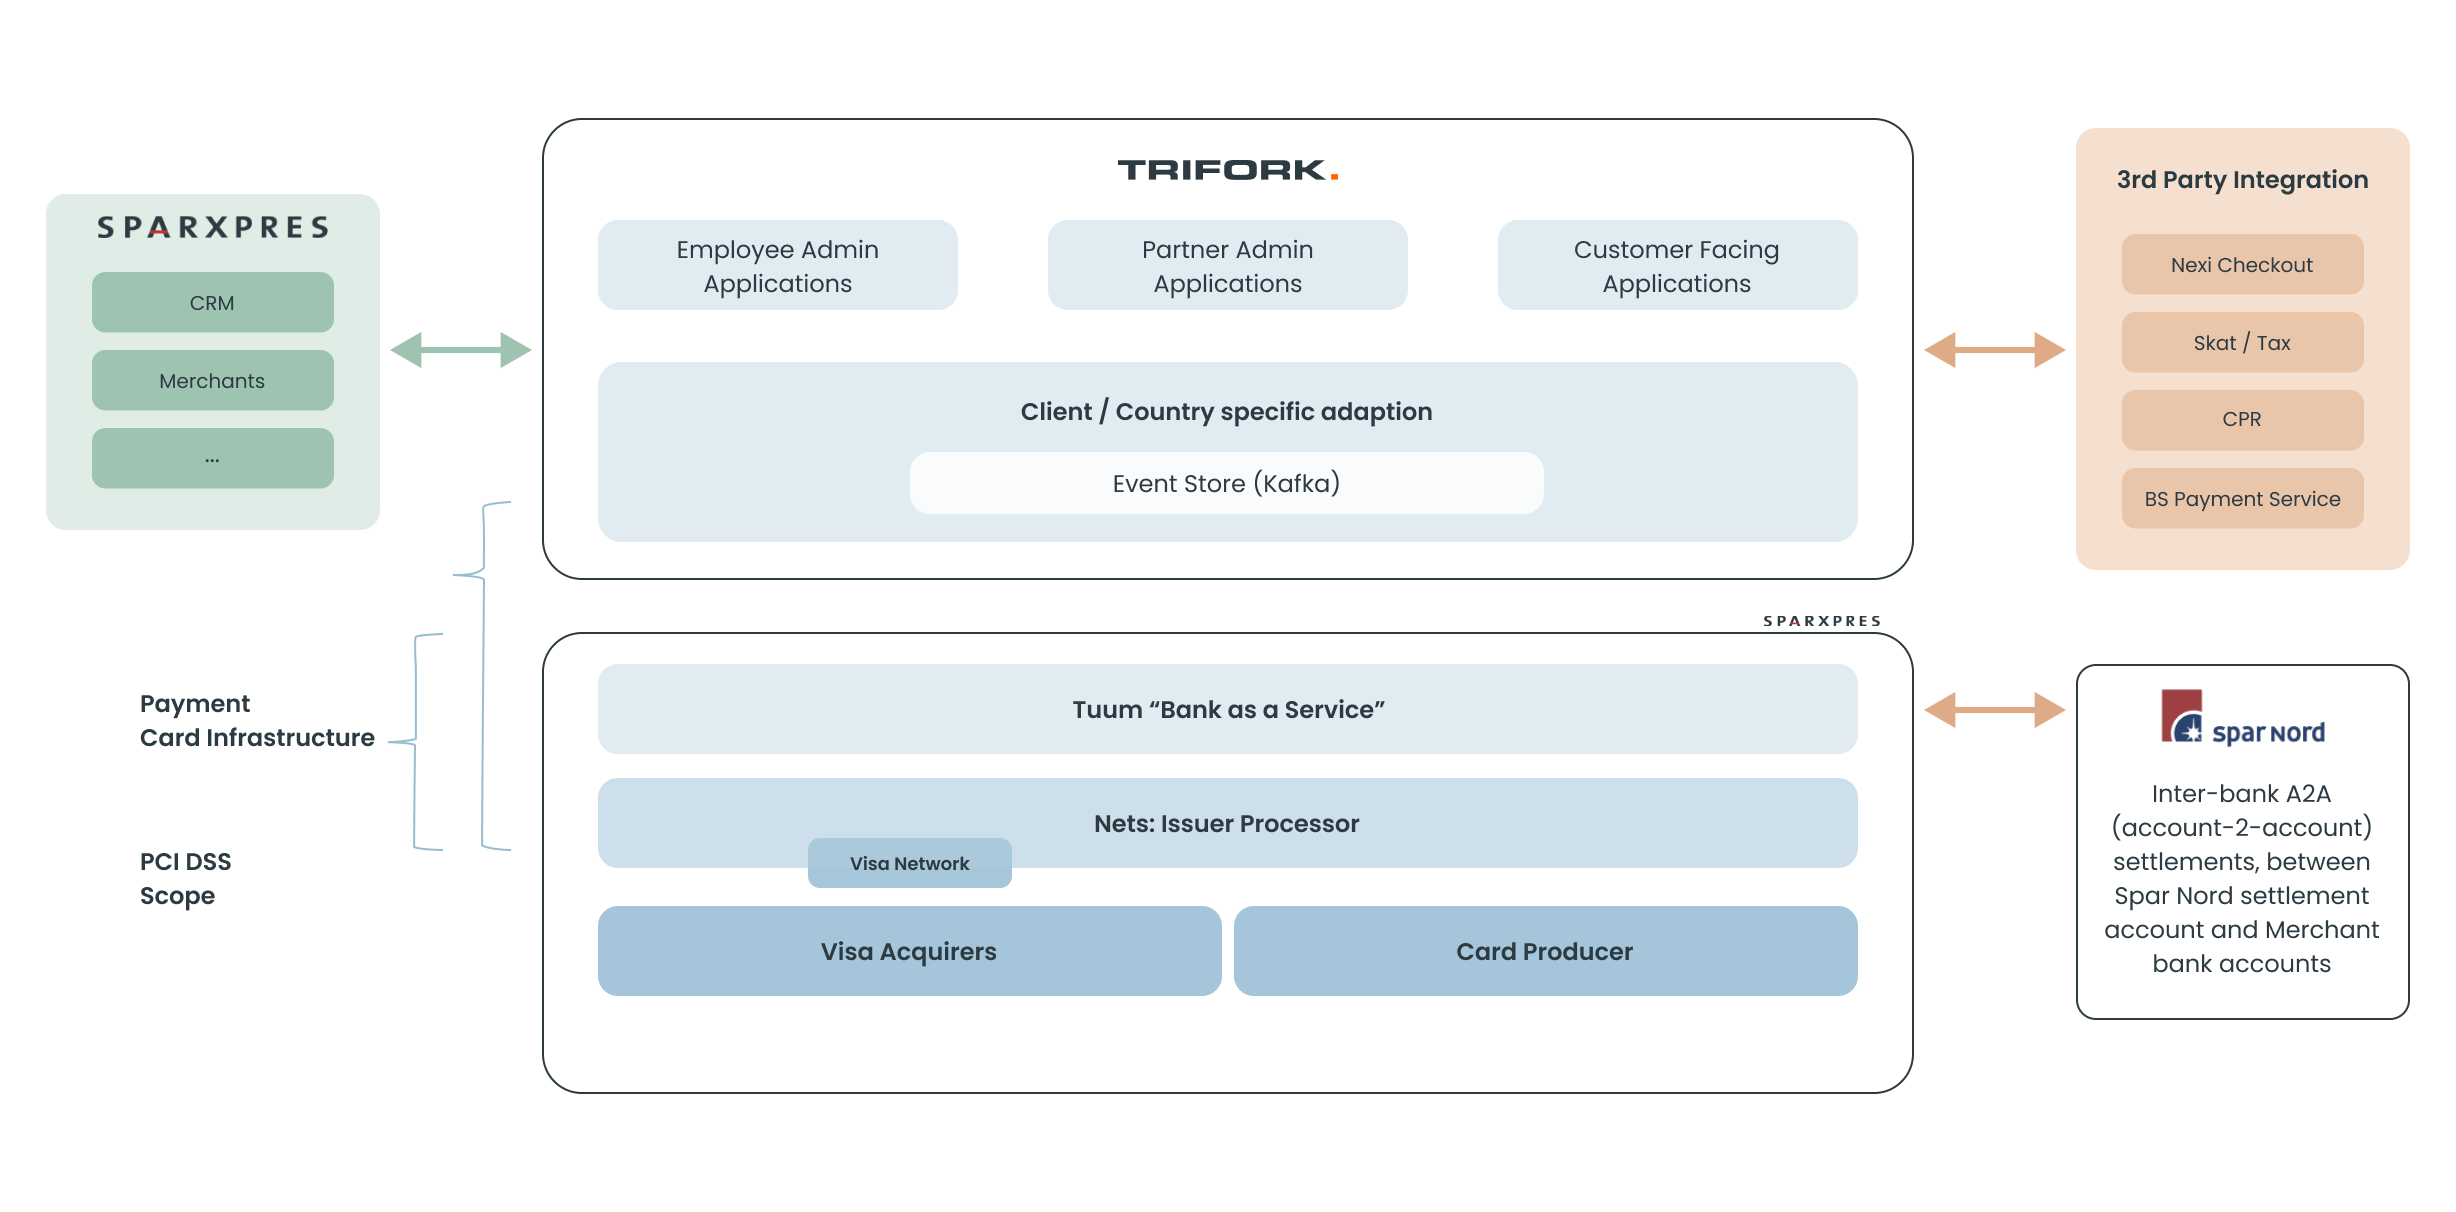 SPARXPRES
CRM
Merchants
...
TRIFORK.
Employee Admin
Applications
Partner Admin
Applications
Customer Facing
Applications
Client / Country specific adaption
Event Store (Kafka)
3rd Party Integration
Nexi Checkout
Skat / Tax
CPR
BS Payment Service
Payment
Card Infrastructure
PCI DSS
Scope
SPARXPRES
Tuum “Bank as a Service”
Nets: Issuer Processor
Visa Network
Visa Acquirers
Card Producer
spar nord
Inter-bank A2A
(account-2-account)
settlements, between
Spar Nord settlement
account and Merchant
bank accounts